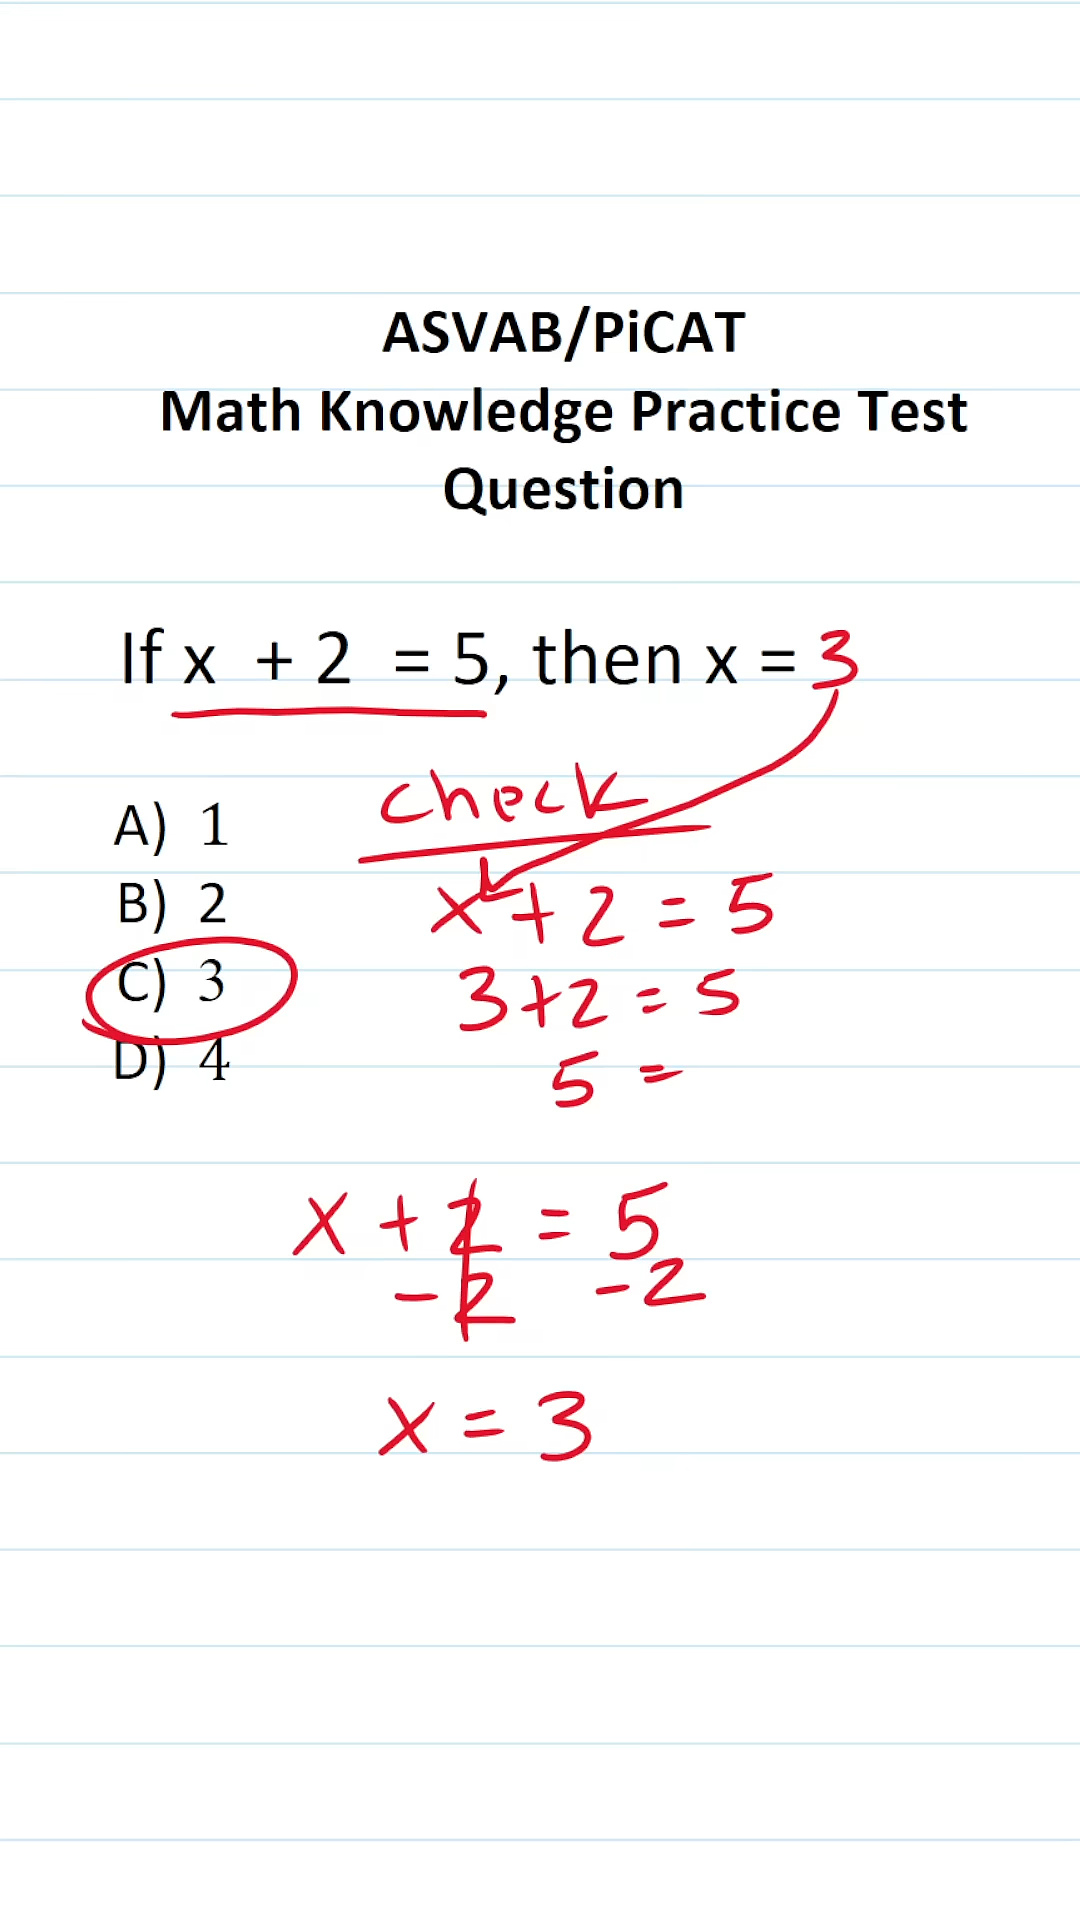 ASVAB/PiCAT
Math Knowledge Practice Test
Question
If x + 2 = 5, then x = 3
A) 1
B) 2
C) 3
D) 4
check
x + 2 = 5
3 + 2 = 5
5 =
x + 2 = 5
- 2 - 2
x = 3